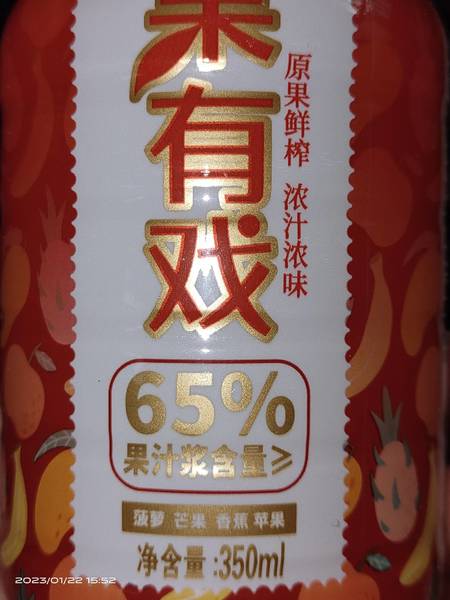 果有戏
原果鲜榨 浓汁浓味
65%
果汁浆含量≥
菠萝 芒果 香蕉 苹果
净含量:350ml
2023/01/22 15:52